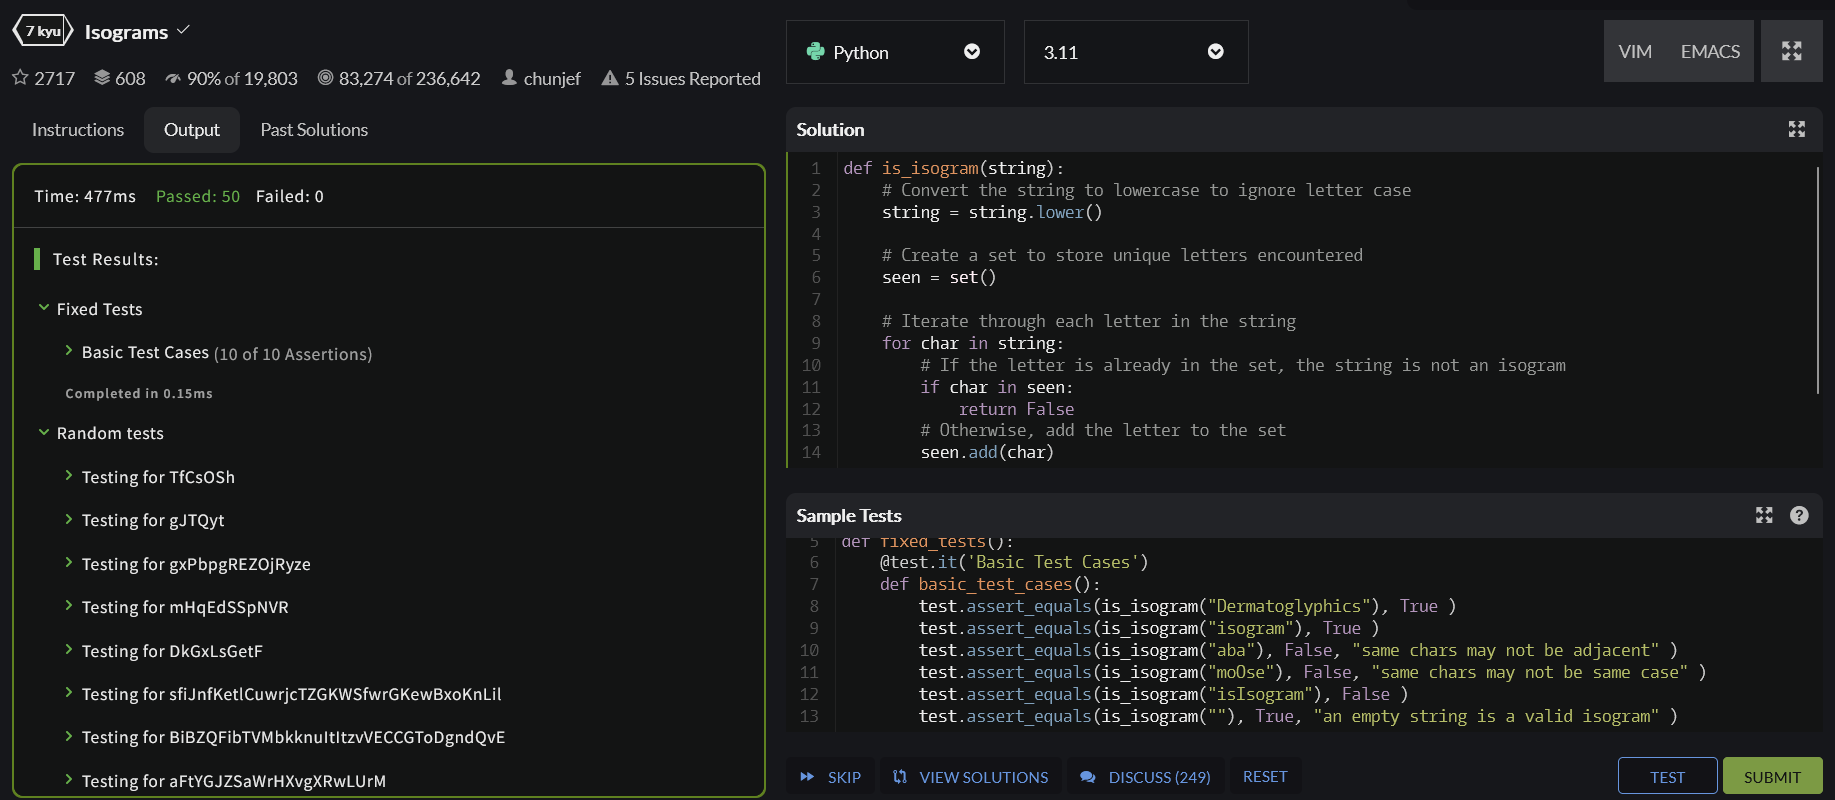 7 kyu Isograms
2717 608 90% of 19,803 83,274 of 236,642 chunjef 5 Issues Reported
Instructions Output Past Solutions
Time: 477ms Passed: 50 Failed: 0
Test Results:
Fixed Tests
Basic Test Cases (10 of 10 Assertions)
Completed in 0.15ms
Random tests
Testing for TfCsOSh
Testing for gJTQyt
Testing for gxPbpgREZOjRyze
Testing for mHqEdSSpNVR
Testing for DkGxLsGetF
Testing for sfiJnfKetlCuwrjcTZGKWSfwrGKewBxoKnLil
Testing for BiBZQFibTVMbkknuItItzvVECCGToDgndQvE
Testing for aFtYGJZSaWrHXvgXRwLUrM
Python 3.11 VIM EMACS
Solution
1 def is_isogram(string):
2 # Convert the string to lowercase to ignore letter case
3 string = string.lower()
4
5 # Create a set to store unique letters encountered
6 seen = set()
7
8 # Iterate through each letter in the string
9 for char in string:
10 # If the letter is already in the set, the string is not an isogram
11 if char in seen:
12 return False
13 # Otherwise, add the letter to the set
14 seen.add(char)
Sample Tests
5 def fixed_tests():
6 @test.it('Basic Test Cases')
7 def basic_test_cases():
8 test.assert_equals(is_isogram("Dermatoglyphics"), True )
9 test.assert_equals(is_isogram("isogram"), True )
10 test.assert_equals(is_isogram("aba"), False, "same chars may not be adjacent" )
11 test.assert_equals(is_isogram("moOse"), False, "same chars may not be same case" )
12 test.assert_equals(is_isogram("isIsogram"), False )
13 test.assert_equals(is_isogram(""), True, "an empty string is a valid isogram" )
SKIP VIEW SOLUTIONS DISCUSS (249) RESET TEST SUBMIT